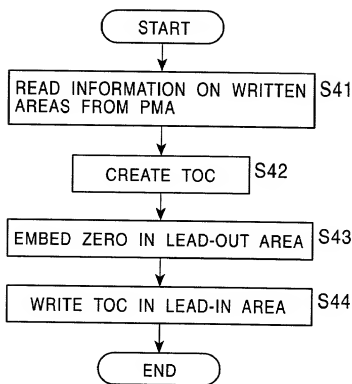 START
READ INFORMATION ON WRITTEN S41
AREAS FROM PMA
CREATE TOC S42
EMBED ZERO IN LEAD-OUT AREA S43
WRITE TOC IN LEAD-IN AREA S44
END